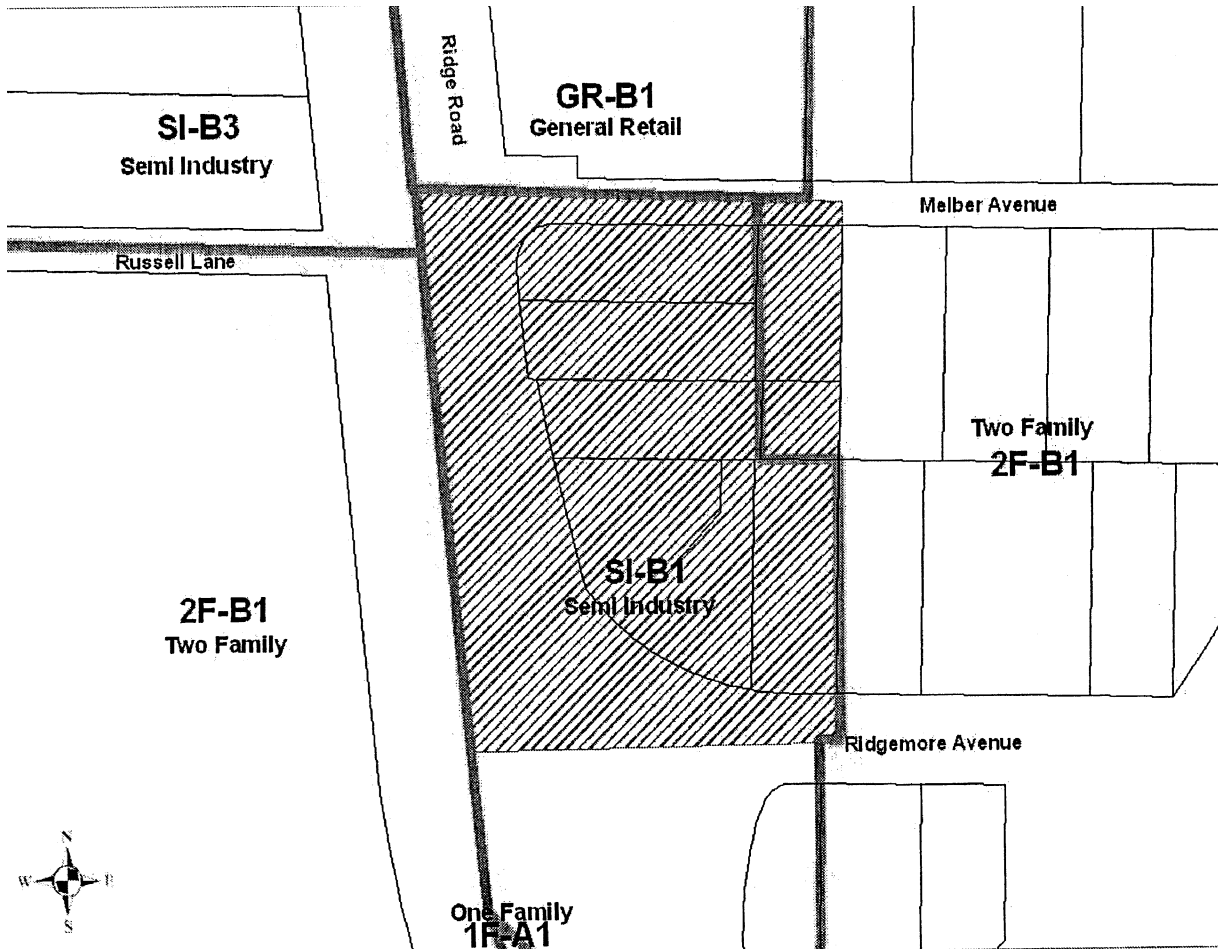 Ridge Road
GR-B1
General Retail
SI-B3
Semi Industry
Melber Avenue
Russell Lane
Two Family
2F-B1
SI-B1
Semi Industry
2F-B1
Two Family
Ridgemore Avenue
N
W E
S
One Family
1F-A1